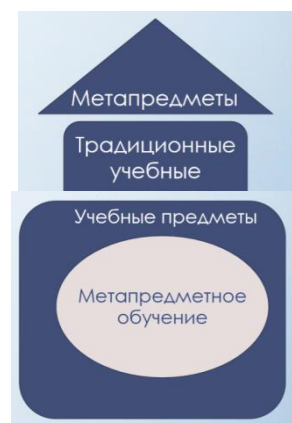 Метапредметы
Традиционные
учебные
Учебные предметы
Метапредметное
обучение